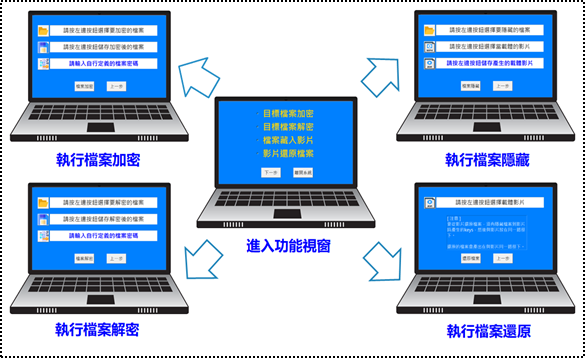 請按左邊按鈕選擇要加密的檔案
請按左邊按鈕儲存加密後的檔案
請輸入自行定義的檔案密碼
檔案加密
上一步
執行檔案加密
請按左邊按鈕選擇要隱藏的檔案
請按左邊按鈕選擇當載體的影片
請按左邊按鈕儲存產生的載體影片
檔案隱藏
上一步
執行檔案隱藏
目標檔案加密
目標檔案解密
檔案藏入影片
影片還原檔案
下一步
離開系統
進入功能視窗
請按左邊按鈕選擇要解密的檔案
請按左邊按鈕儲存解密後的檔案
請輸入自行定義的檔案密碼
檔案解密
上一步
執行檔案解密
請按左邊按鈕選擇載體影片
[注意]
還原檔案
上一步
執行檔案還原